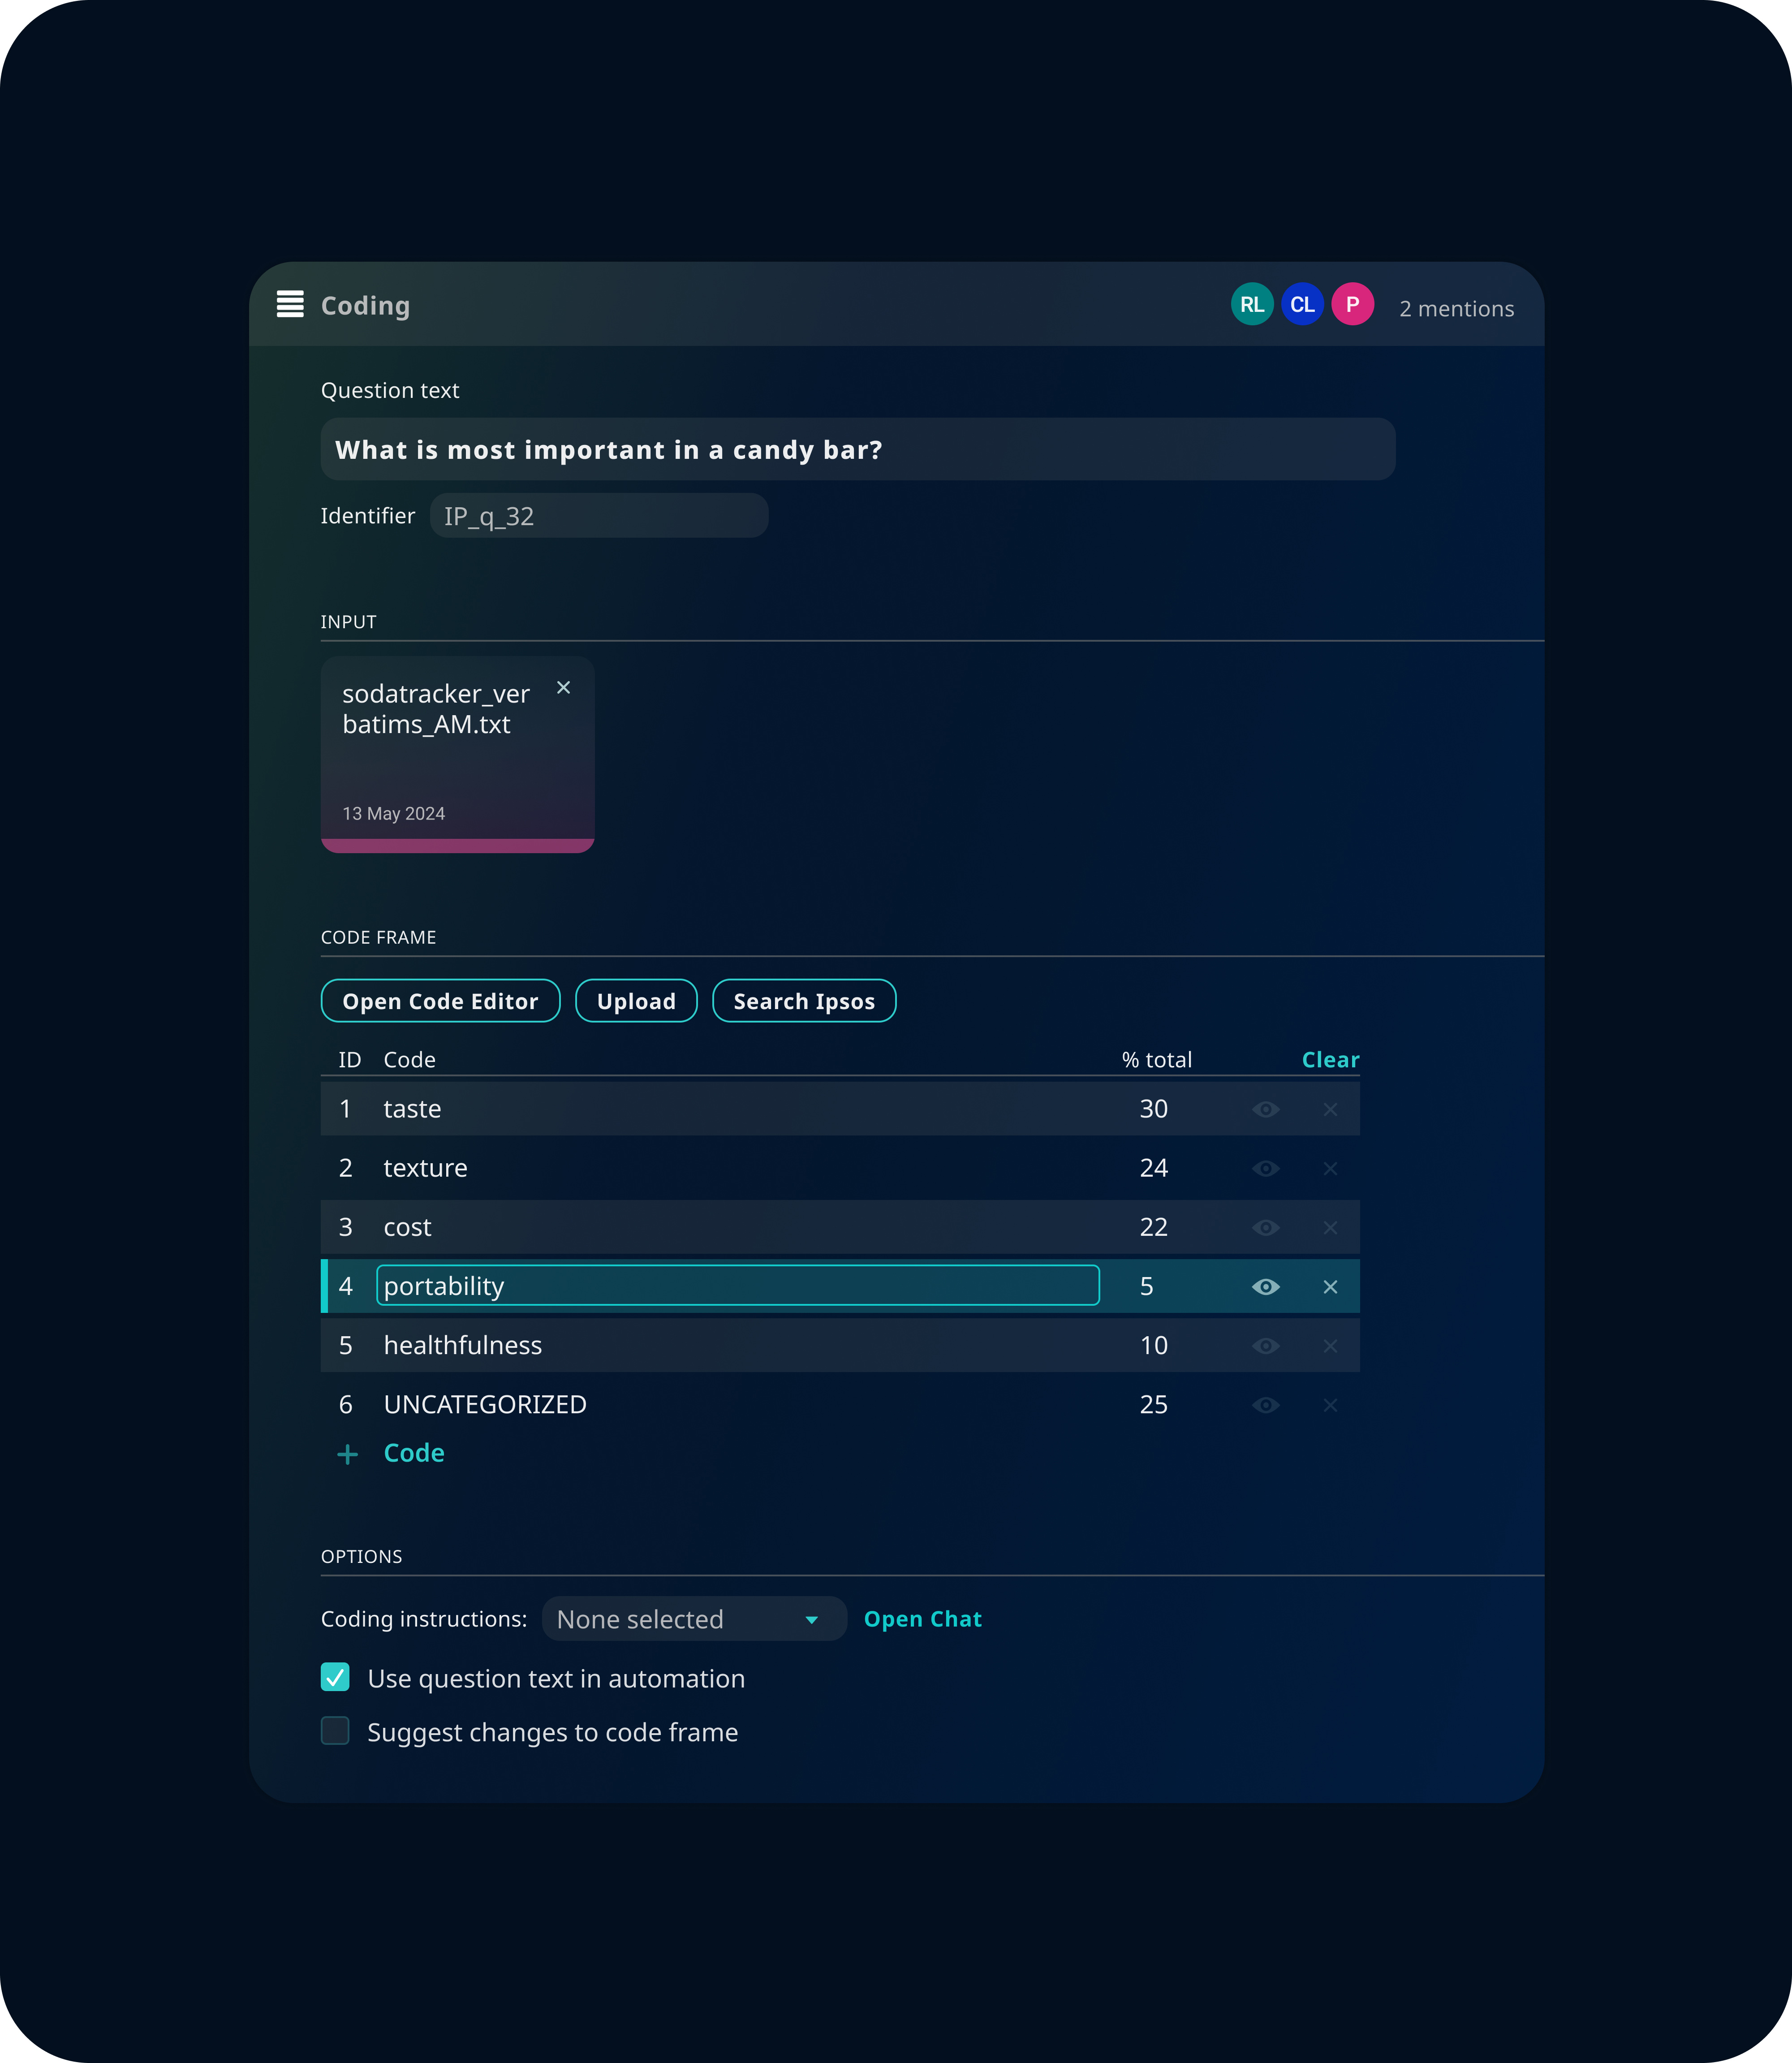 Coding
RL CL P 2 mentions
Question text
What is most important in a candy bar?
Identifier IP_q_32
INPUT
sodatracker_ver
batims_AM.txt
13 May 2024
CODE FRAME
Open Code Editor Upload Search Ipsos
ID Code % total Clear
1 taste 30
2 texture 24
3 cost 22
4 portability 5
5 healthfulness 10
6 UNCATEGORIZED 25
+ Code
OPTIONS
Coding instructions: None selected Open Chat
Use question text in automation
Suggest changes to code frame